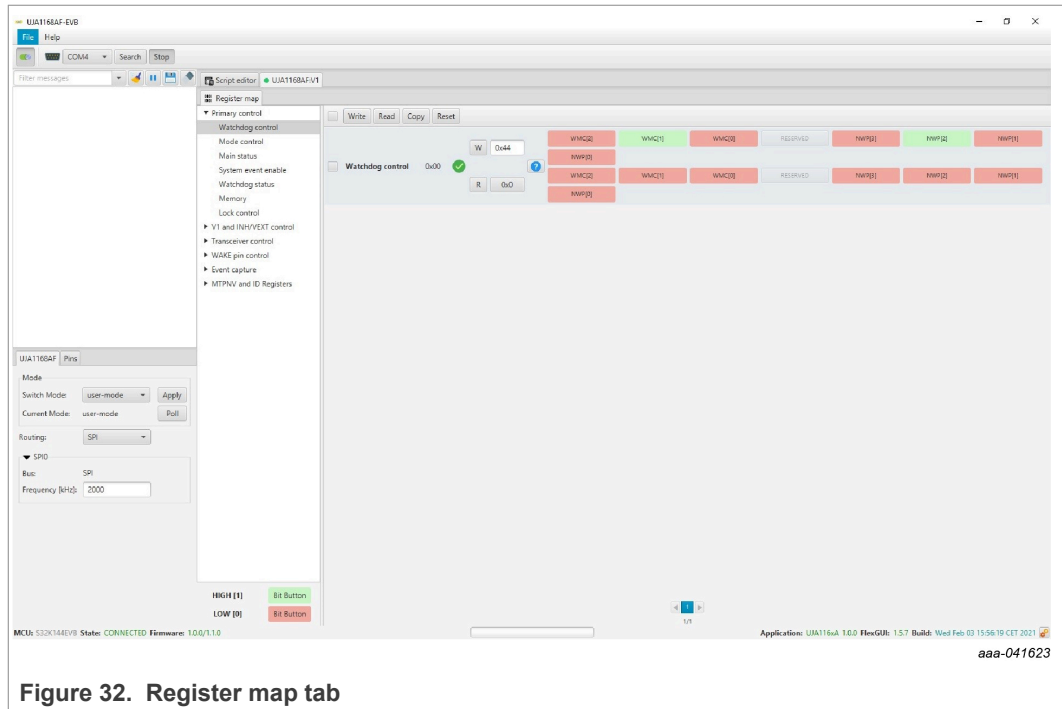 UJA1168AF-EVB
File Help
COM4 Search Stop
Filter messages
Script editor UJA1168AF:V1
Register map
Primary control
Watchdog control
Mode control
Main status
System event enable
Watchdog status
Memory
Lock control
V1 and INH/VEXT control
Transceiver control
WAKE pin control
Event capture
MTPNV and ID Registers
Write Read Copy Reset
Watchdog control 0x00
W 0x44
R 0x0
?
WMC[2] WMC[1] WMC[0] RESERVED NWP[3] NWP[2] NWP[1]
NWP[0]
WMC[2] WMC[1] WMC[0] RESERVED NWP[3] NWP[2] NWP[1]
NWP[0]
UJA1168AF Pins
Mode
Switch Mode: user-mode Apply
Current Mode: user-mode Poll
Routing: SPI
SPI0
Bus: SPI
Frequency [kHz]: 2000
HIGH [1] Bit Button
LOW [0] Bit Button
1
1/1
MCU: S32K144EVB State: CONNECTED Firmware: 1.0.0/1.1.0
Application: UJA116xA 1.0.0 FlexGUI: 1.5.7 Build: Wed Feb 03 15:56:19 CET 2021
aaa-041623
Figure 32. Register map tab